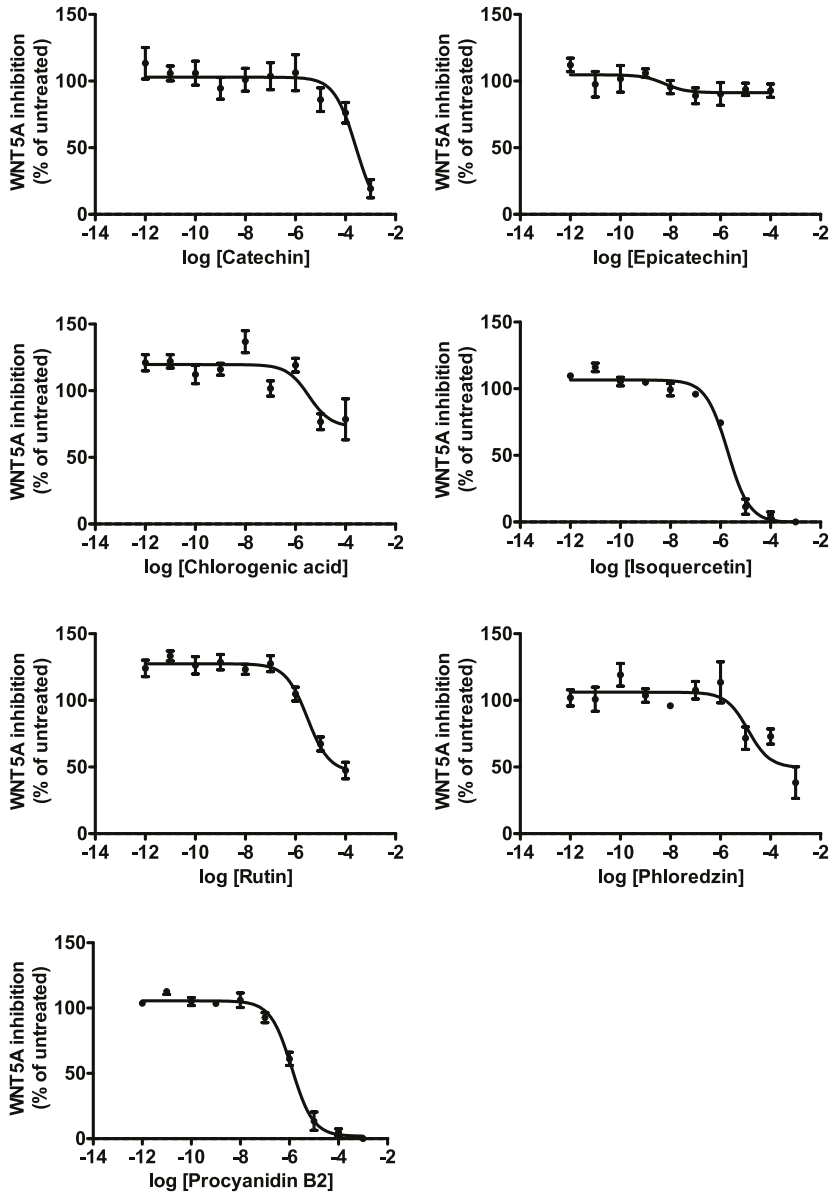 WNT5A inhibition
(% of untreated)
150
100
50
0
-14 -12 -10 -8 -6 -4 -2
log [Catechin]
WNT5A inhibition
(% of untreated)
150
100
50
0
-14 -12 -10 -8 -6 -4 -2
log [Epicatechin]
WNT5A inhibition
(% of untreated)
150
100
50
0
-14 -12 -10 -8 -6 -4 -2
log [Chlorogenic acid]
WNT5A inhibition
(% of untreated)
150
100
50
0
-14 -12 -10 -8 -6 -4 -2
log [Isoquercetin]
WNT5A inhibition
(% of untreated)
150
100
50
0
-14 -12 -10 -8 -6 -4 -2
log [Rutin]
WNT5A inhibition
(% of untreated)
150
100
50
0
-14 -12 -10 -8 -6 -4 -2
log [Phloredzin]
WNT5A inhibition
(% of untreated)
150
100
50
0
-14 -12 -10 -8 -6 -4 -2
log [Procyanidin B2]